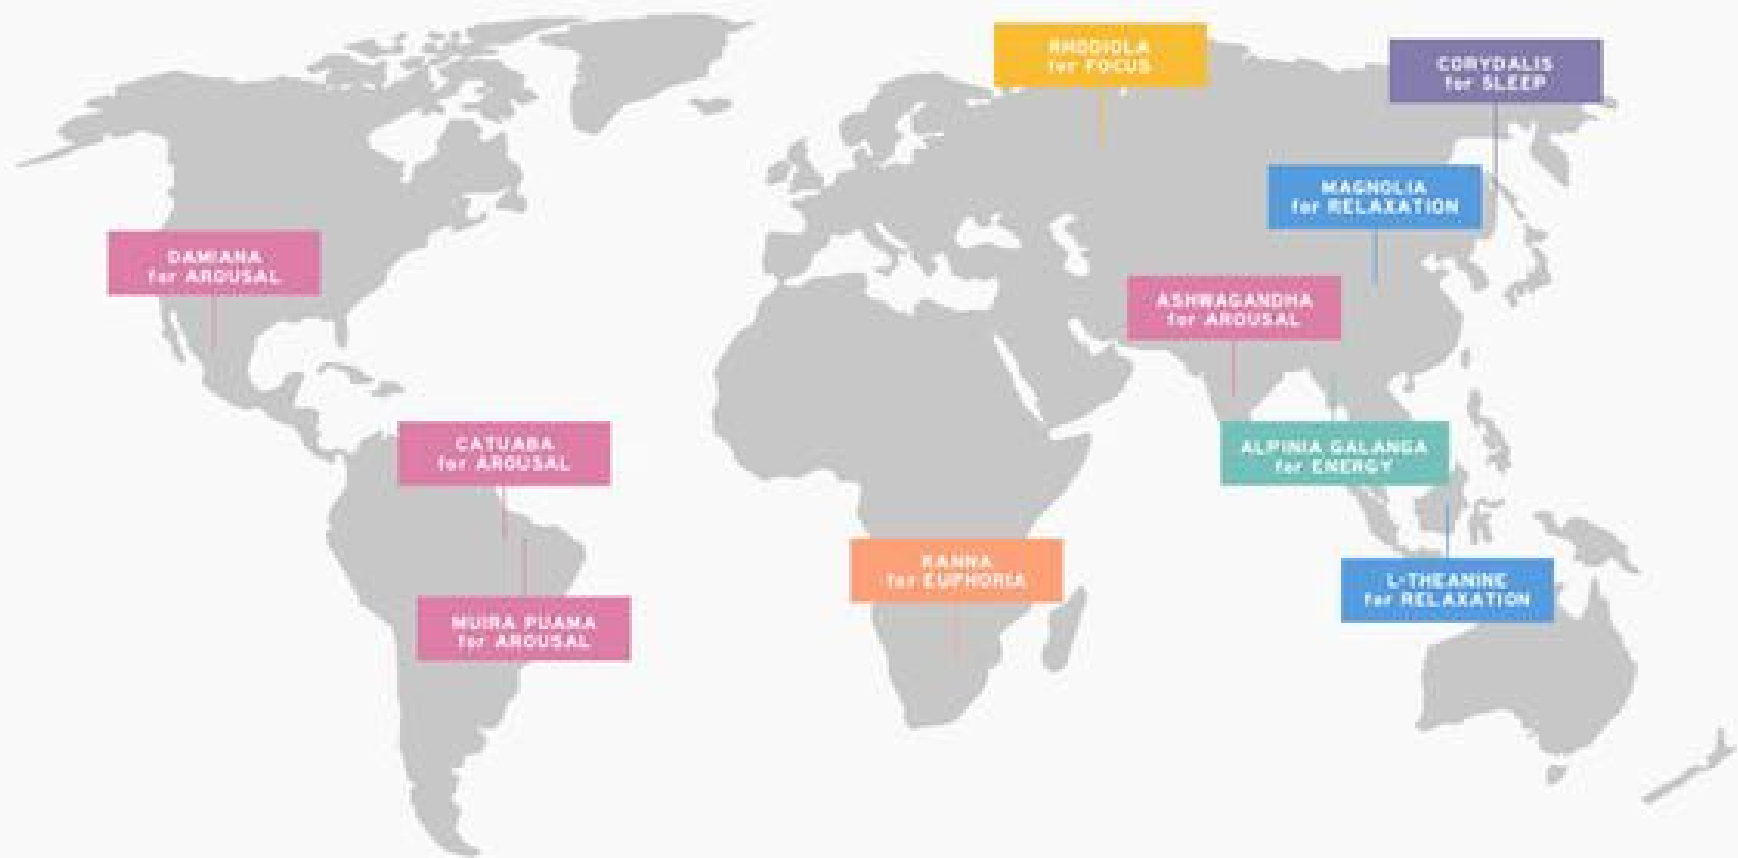 RHODIOLA
for FOCUS
CORYDALIS
for SLEEP
MAGNOLIA
for RELAXATION
DAMIANA
for AROUSAL
ASHWAGANDHA
for AROUSAL
CATUABA
for AROUSAL
ALPINIA GALANGA
for ENERGY
KANNA
for EUPHORIA
L-THEANINE
for RELAXATION
MUIRA PUAMA
for AROUSAL